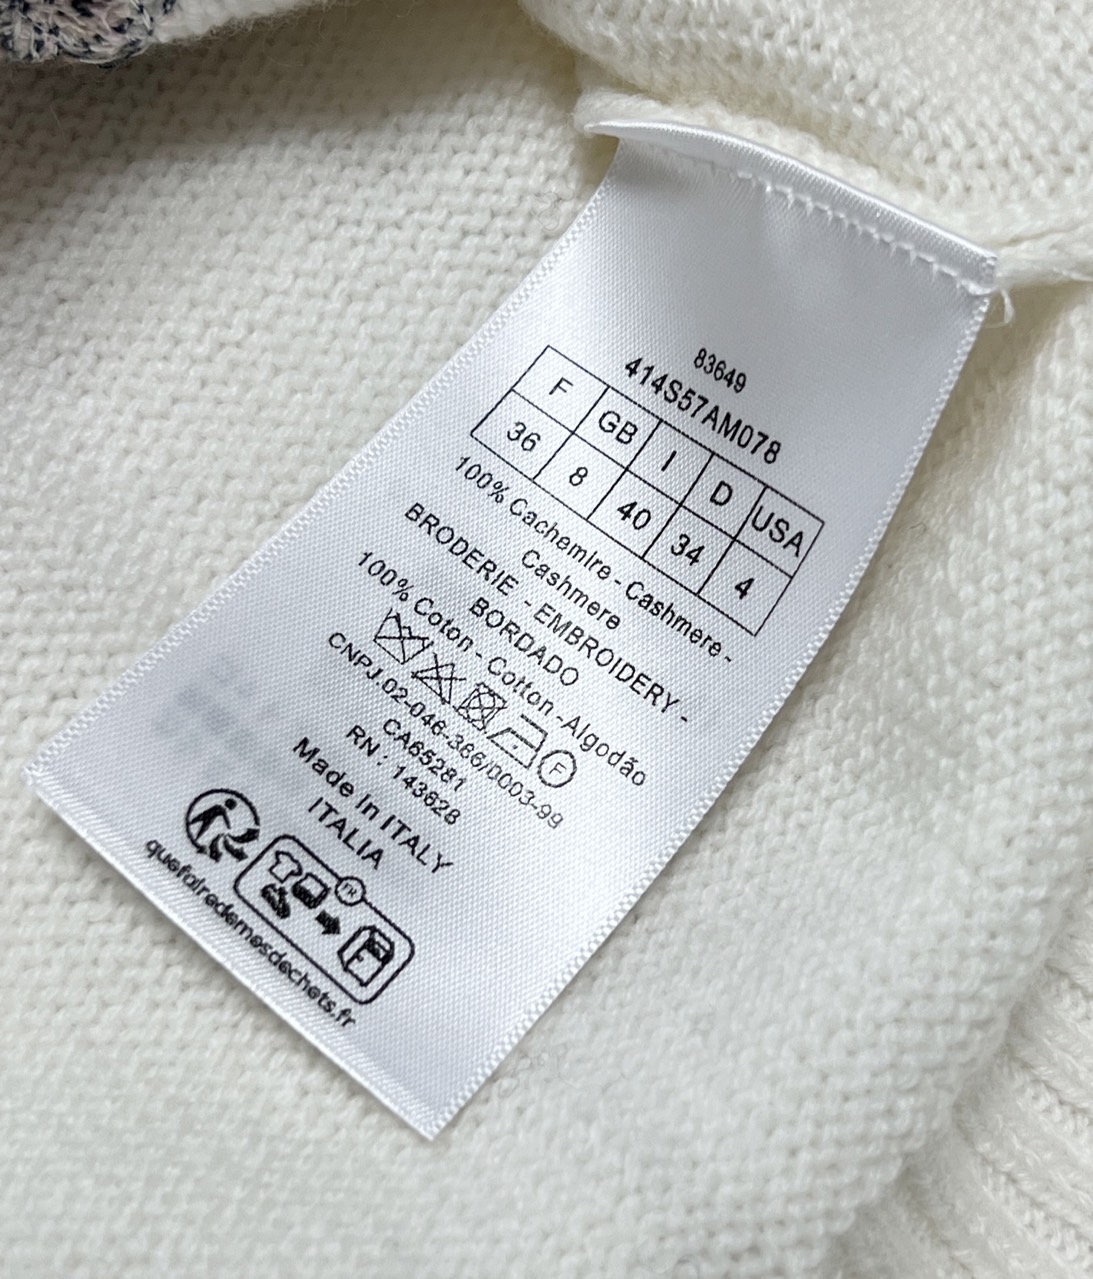 83649
414S57AM078
F GB I D USA
36 8 40 34 4
100% Cachemire - Cashmere -
Cashmere
BRODERIE - EMBROIDERY -
BORDADO
100% Coton - Cotton -Algodão
F
CNPJ.02-046-366/0003-99
CA65281
RN : 143628
Made In ITALY
ITALIA
FR
F
quefairedemesdechets.fr